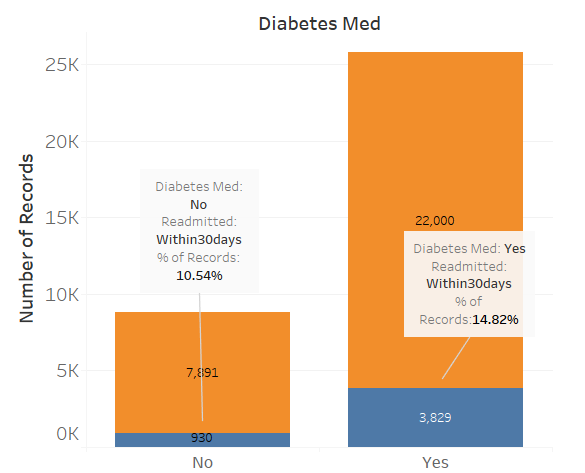 Diabetes Med
Number of Records
25K
20K
15K
10K
5K
0K
Diabetes Med:
No
Readmitted:
Within30days
% of Records:
10.54%
7,891
930
22,000
Diabetes Med: Yes
Readmitted:
Within30days
% of
Records:14.82%
3,829
No
Yes